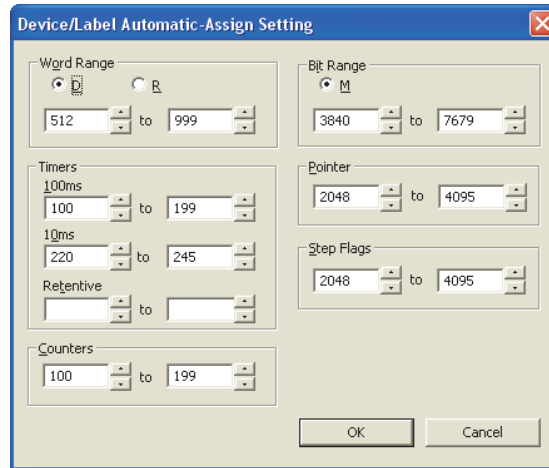 Device/Label Automatic-Assign Setting
Word Range
D R
512 to 999
Timers
100ms
100 to 199
10ms
220 to 245
Retentive
to
Counters
100 to 199
Bit Range
M
3840 to 7679
Pointer
2048 to 4095
Step Flags
2048 to 4095
OK Cancel